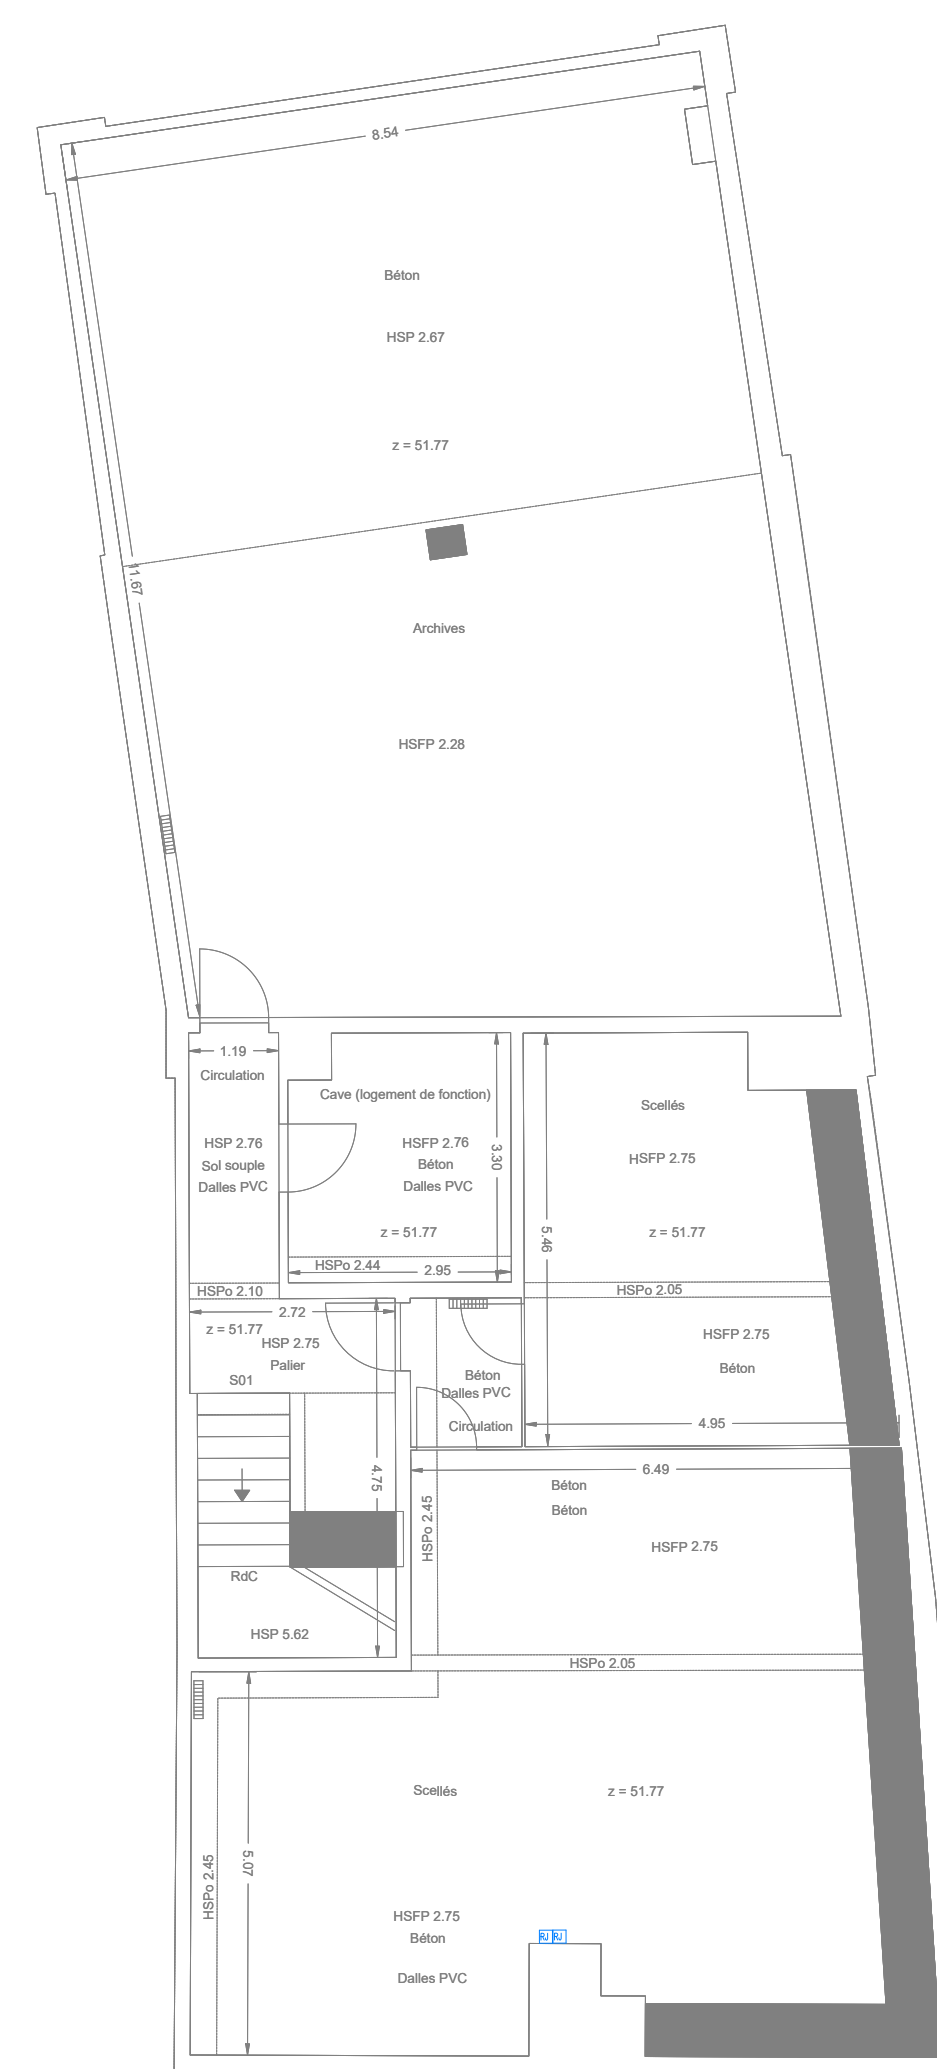 8.54
Béton
HSP 2.67
z = 51.77
11.67
Archives
HSFP 2.28
1.19
Circulation
Cave (logement de fonction)
Scellés
HSP 2.76
Sol souple
Dalles PVC
HSFP 2.76
Béton
Dalles PVC
3.30
HSFP 2.75
z = 51.77
5.46
z = 51.77
HSPo 2.44
2.95
HSPo 2.10
HSPo 2.05
2.72
z = 51.77
HSP 2.75
Palier
S01
HSFP 2.75
Béton
Béton
Dalles PVC
Circulation
4.95
4.75
6.49
Béton
Béton
HSPo 2.45
HSFP 2.75
RdC
HSP 5.62
HSPo 2.05
Scellés
z = 51.77
5.07
HSPo 2.45
HSFP 2.75
Béton
Dalles PVC
RJ RJ